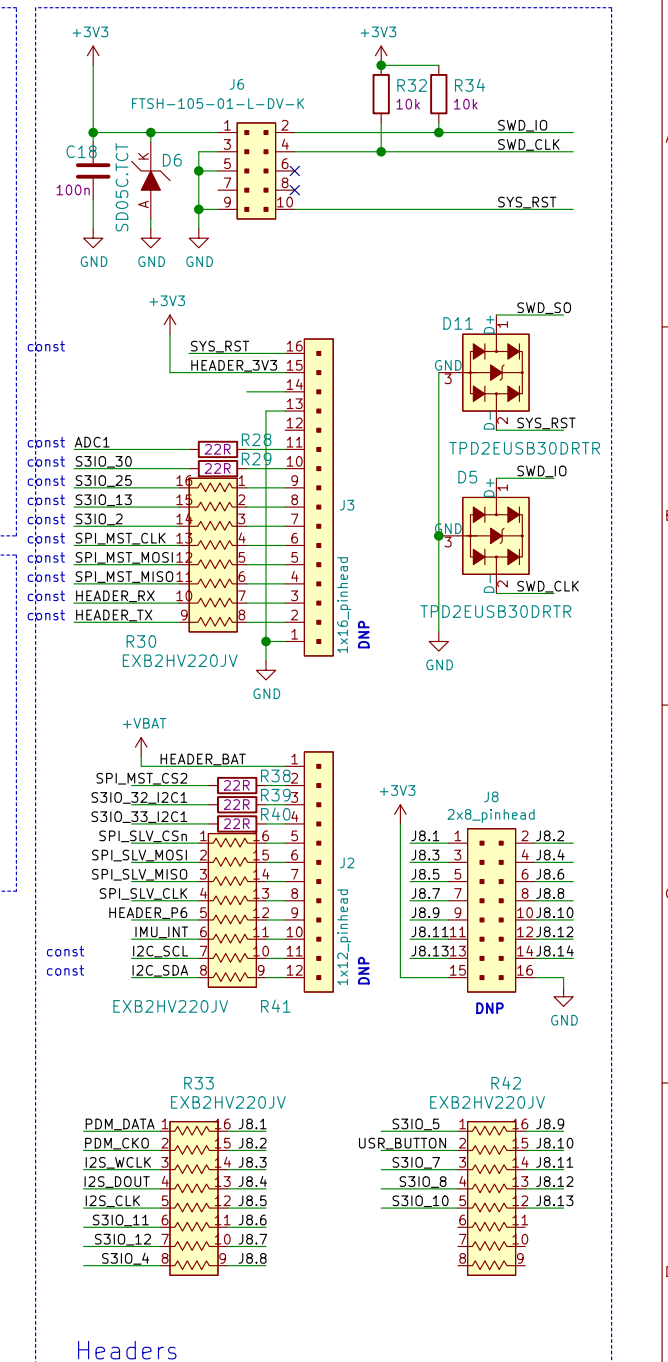 +3V3
+3V3
J6
FTSH-105-01-L-DV-K
R32
10k
R34
10k
C18
100n
SD05C.TCT
K
A
D6
1 2 SWD_IO
3 4 SWD_CLK
5 6
7 8
9 10 SYS_RST
GND GND GND
+3V3
const SYS_RST 16
HEADER_3V3 15
14
13
12
const ADC1 22R R28 11
const S3IO_30 22R R29 10
const S3IO_25 16 1 9
const S3IO_13 15 2 8
const S3IO_2 14 3 7
const SPI_MST_CLK 13 4 6
const SPI_MST_MOSI 12 5 5
const SPI_MST_MISO 11 6 4
const HEADER_RX 10 7 3
const HEADER_TX 9 8 2
1
R30
EXB2HV220JV
J3
1x16_pinhead
DNP
GND
D11
SWD_SO
D+
1
GND
3
D-
2
SYS_RST
TPD2EUSB30DRTR
D5
SWD_IO
D+
1
GND
3
D-
2
SWD_CLK
TPD2EUSB30DRTR
GND
+VBAT
HEADER_BAT 1
SPI_MST_CS2 22R R38 2
S3IO_32_I2C1 22R R39 3
S3IO_33_I2C1 22R R40 4
SPI_SLV_CSn 1 16 5
SPI_SLV_MOSI 2 15 6
SPI_SLV_MISO 3 14 7
SPI_SLV_CLK 4 13 8
HEADER_P6 5 12 9
IMU_INT 6 11 10
const I2C_SCL 7 10 11
const I2C_SDA 8 9 12
EXB2HV220JV R41
J2
1x12_pinhead
DNP
+3V3
J8
2x8_pinhead
J8.1 1 2 J8.2
J8.3 3 4 J8.4
J8.5 5 6 J8.6
J8.7 7 8 J8.8
J8.9 9 10 J8.10
J8.11 11 12 J8.12
J8.13 13 14 J8.14
15 16
DNP
GND
R33
EXB2HV220JV
PDM_DATA 1 16 J8.1
PDM_CKO 2 15 J8.2
I2S_WCLK 3 14 J8.3
I2S_DOUT 4 13 J8.4
I2S_CLK 5 12 J8.5
S3IO_11 6 11 J8.6
S3IO_12 7 10 J8.7
S3IO_4 8 9 J8.8
R42
EXB2HV220JV
S3IO_5 1 16 J8.9
USR_BUTTON 2 15 J8.10
S3IO_7 3 14 J8.11
S3IO_8 4 13 J8.12
S3IO_10 5 12 J8.13
6 11
7 10
8 9
Headers